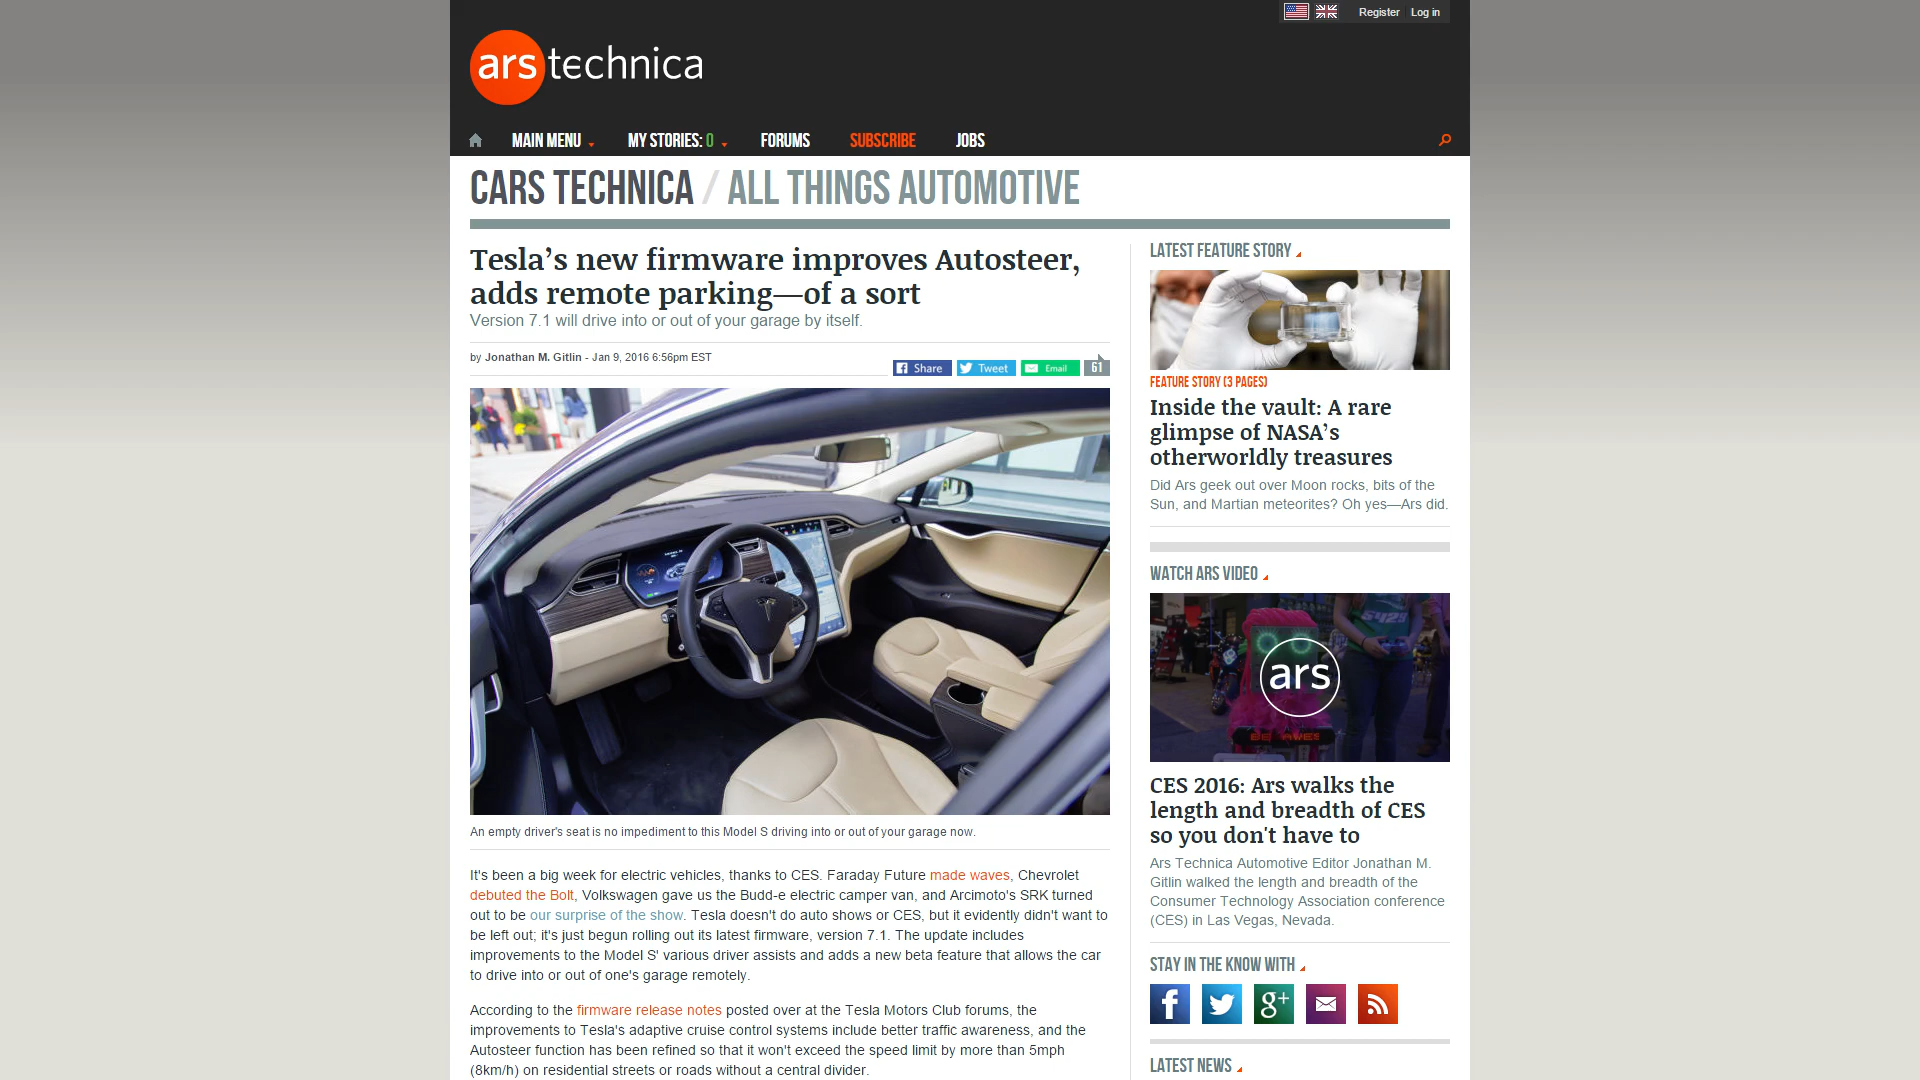 Register Log in
ars technica
MAIN MENU MY STORIES: 0 FORUMS SUBSCRIBE JOBS
CARS TECHNICA / ALL THINGS AUTOMOTIVE
Tesla’s new firmware improves Autosteer,
adds remote parking—of a sort
Version 7.1 will drive into or out of your garage by itself.
by Jonathan M. Gitlin - Jan 9, 2016 6:56pm EST
Share Tweet Email 61
An empty driver's seat is no impediment to this Model S driving into or out of your garage now.
It's been a big week for electric vehicles, thanks to CES. Faraday Future made waves, Chevrolet
debuted the Bolt, Volkswagen gave us the Budd-e electric camper van, and Arcimoto's SRK turned
out to be our surprise of the show. Tesla doesn't do auto shows or CES, but it evidently didn't want to
be left out; it's just begun rolling out its latest firmware, version 7.1. The update includes
improvements to the Model S' various driver assists and adds a new beta feature that allows the car
to drive into or out of one's garage remotely.
According to the firmware release notes posted over at the Tesla Motors Club forums, the
improvements to Tesla's adaptive cruise control systems include better traffic awareness, and the
Autosteer function has been refined so that it won't exceed the speed limit by more than 5mph
(8km/h) on residential streets or roads without a central divider.
LATEST FEATURE STORY
FEATURE STORY (3 PAGES)
Inside the vault: A rare
glimpse of NASA’s
otherworldly treasures
Did Ars geek out over Moon rocks, bits of the
Sun, and Martian meteorites? Oh yes—Ars did.
WATCH ARS VIDEO
ars
CES 2016: Ars walks the
length and breadth of CES
so you don't have to
Ars Technica Automotive Editor Jonathan M.
Gitlin walked the length and breadth of the
Consumer Technology Association conference
(CES) in Las Vegas, Nevada.
STAY IN THE KNOW WITH
f g+
LATEST NEWS